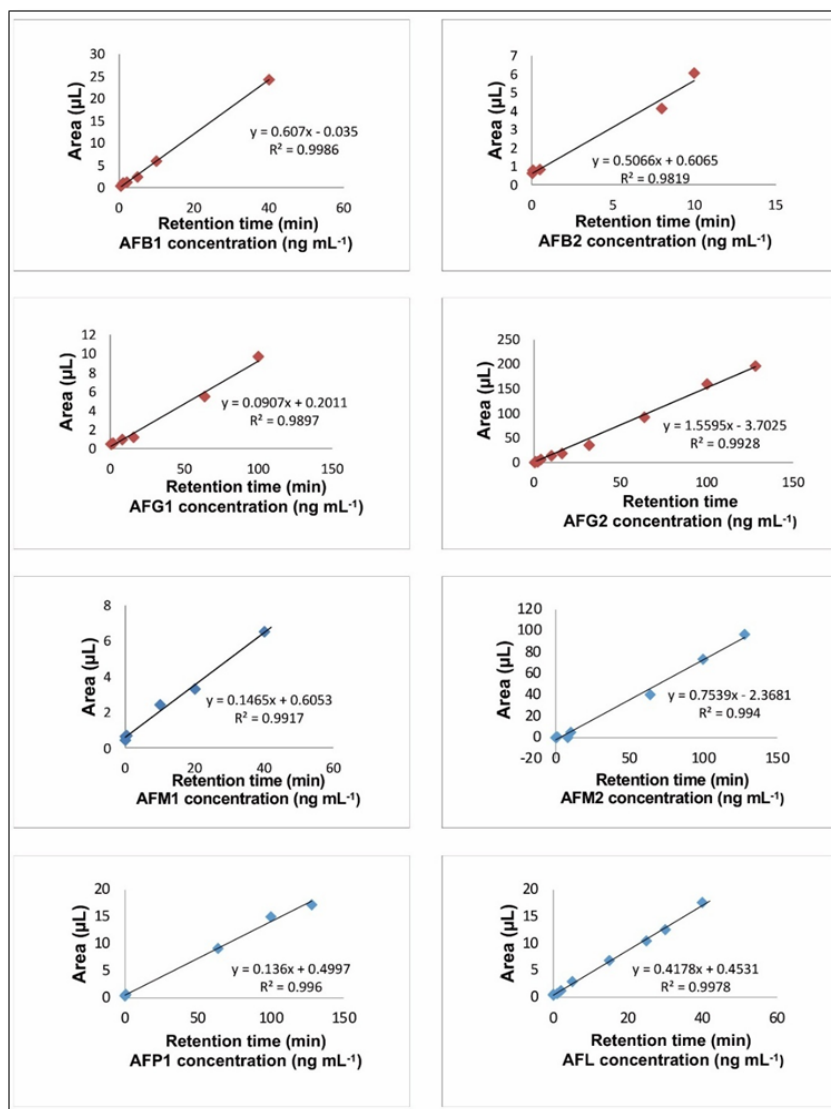 Area (µL)
30
25
20
15
10
5
0
y = 0.607x - 0.035
R² = 0.9986
0 20 40 60
Retention time (min)
AFB1 concentration (ng mL⁻¹)
Area (µL)
7
6
5
4
3
2
1
0
y = 0.5066x + 0.6065
R² = 0.9819
0 5 10 15
Retention time (min)
AFB2 concentration (ng mL⁻¹)
Area (µL)
12
10
8
6
4
2
0
y = 0.0907x + 0.2011
R² = 0.9897
0 50 100 150
Retention time (min)
AFG1 concentration (ng mL⁻¹)
Area (µL)
250
200
150
100
50
0
y = 1.5595x - 3.7025
R² = 0.9928
0 50 100 150
Retention time
AFG2 concentration (ng mL⁻¹)
Area (µL)
8
6
4
2
0
y = 0.1465x + 0.6053
R² = 0.9917
0 20 40 60
Retention time (min)
AFM1 concentration (ng mL⁻¹)
Area (µL)
120
100
80
60
40
20
0
-20
y = 0.7539x - 2.3681
R² = 0.994
0 50 100 150
Retention time (min)
AFM2 concentration (ng mL⁻¹)
Area (µL)
20
15
10
5
0
y = 0.136x + 0.4997
R² = 0.996
0 50 100 150
Retention time (min)
AFP1 concentration (ng mL⁻¹)
Area (µL)
20
15
10
5
0
y = 0.4178x + 0.4531
R² = 0.9978
0 20 40 60
Retention time (min)
AFL concentration (ng mL⁻¹)